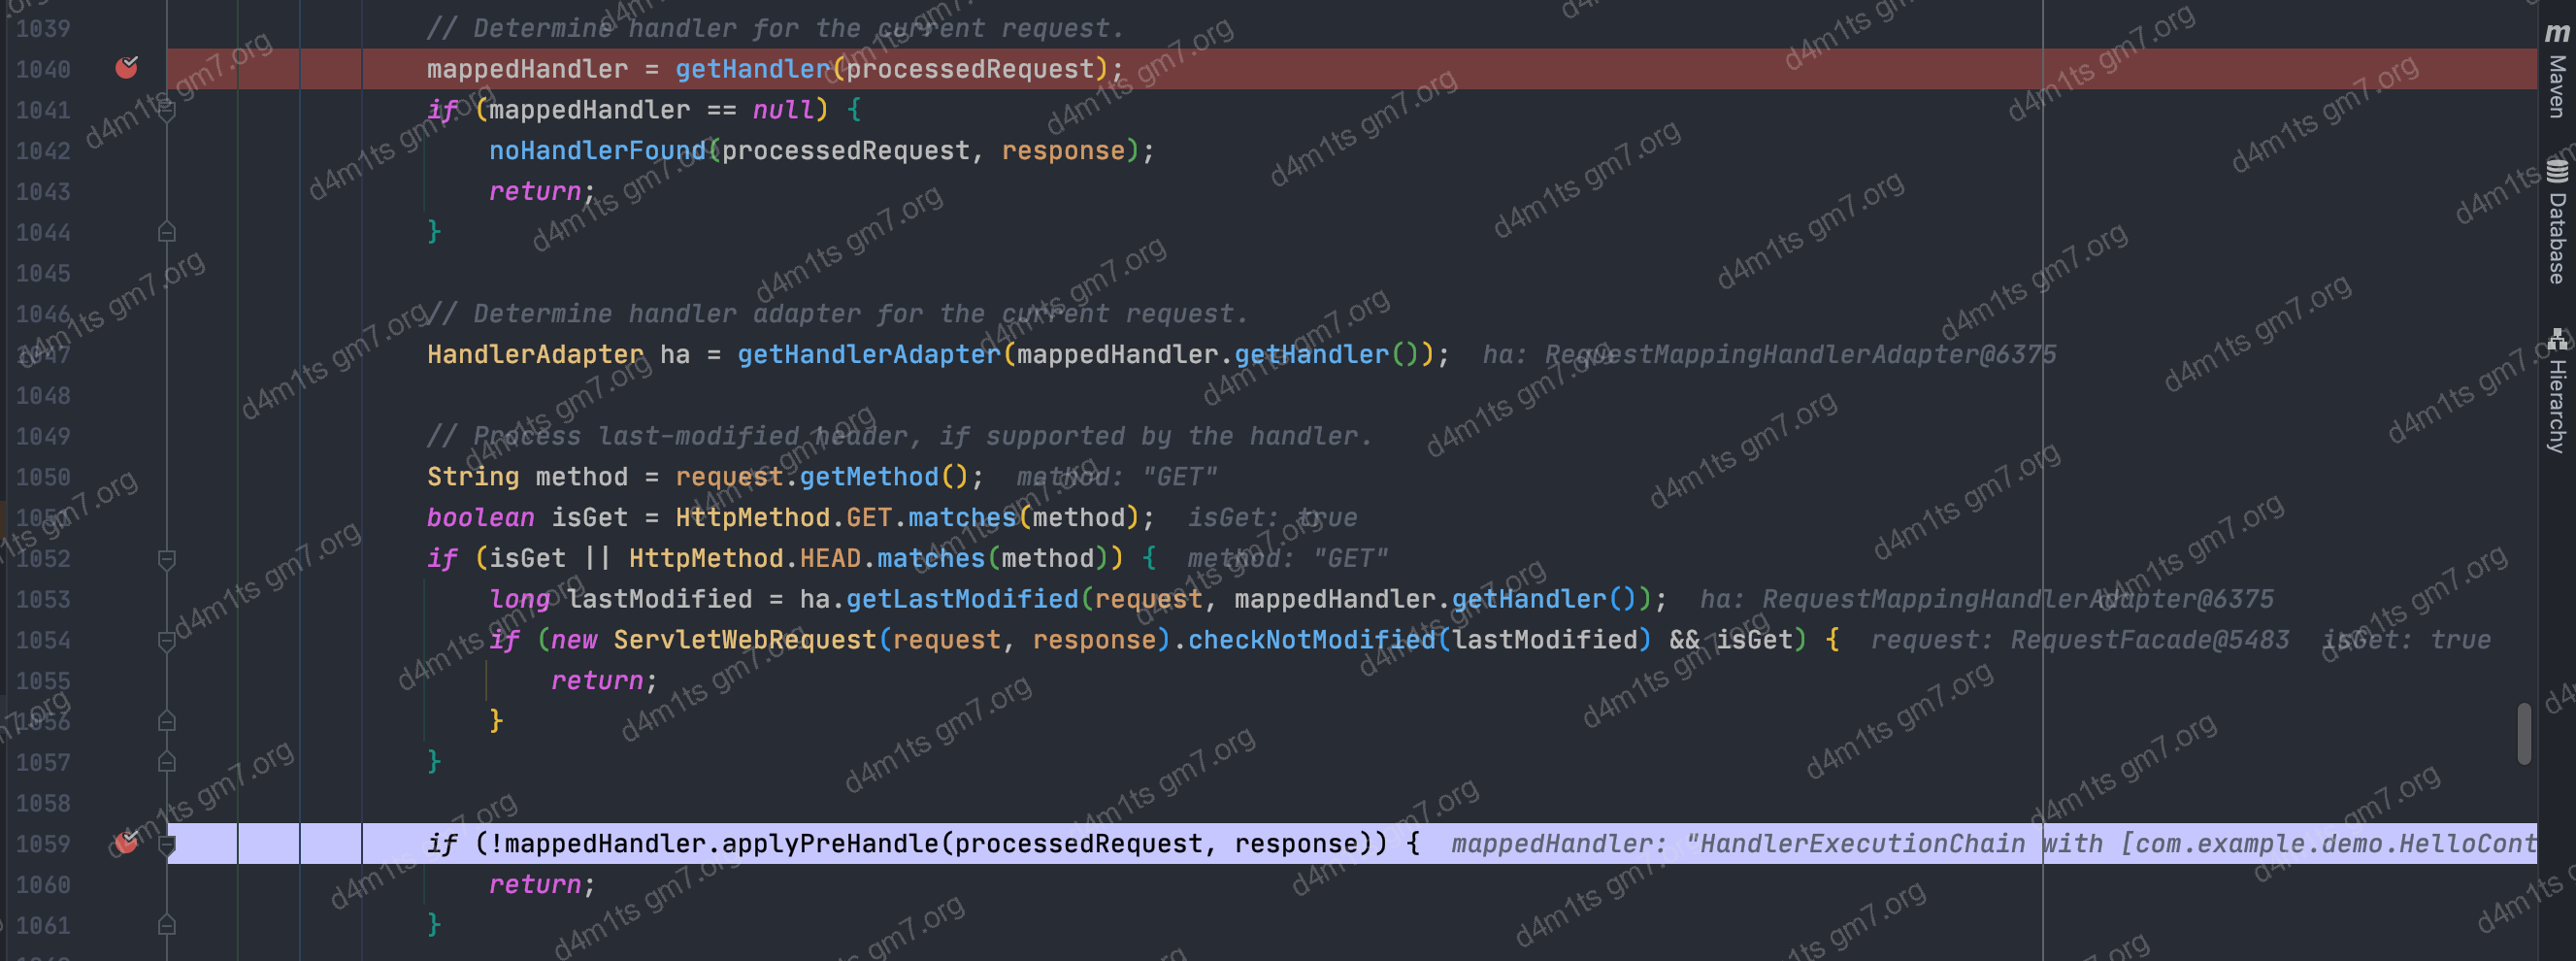 1039 // Determine handler for the current request.
1040 mappedHandler = getHandler(processedRequest);
1041 if (mappedHandler == null) {
1042 noHandlerFound(processedRequest, response);
1043 return;
1044 }
1045
1046 // Determine handler adapter for the current request.
1047 HandlerAdapter ha = getHandlerAdapter(mappedHandler.getHandler()); ha: RequestMappingHandlerAdapter@6375
1048
1049 // Process last-modified header, if supported by the handler.
1050 String method = request.getMethod(); method: "GET"
1051 boolean isGet = HttpMethod.GET.matches(method); isGet: true
1052 if (isGet || HttpMethod.HEAD.matches(method)) { method: "GET"
1053 long lastModified = ha.getLastModified(request, mappedHandler.getHandler()); ha: RequestMappingHandlerAdapter@6375
1054 if (new ServletWebRequest(request, response).checkNotModified(lastModified) && isGet) { request: RequestFacade@5483 isGet: true
1055 return;
1056 }
1057 }
1058
1059 if (!mappedHandler.applyPreHandle(processedRequest, response)) { mappedHandler: "HandlerExecutionChain with [com.example.demo.HelloCont
1060 return;
1061 }
m Maven
Database
Hierarchy
d4m1ts gm7.org